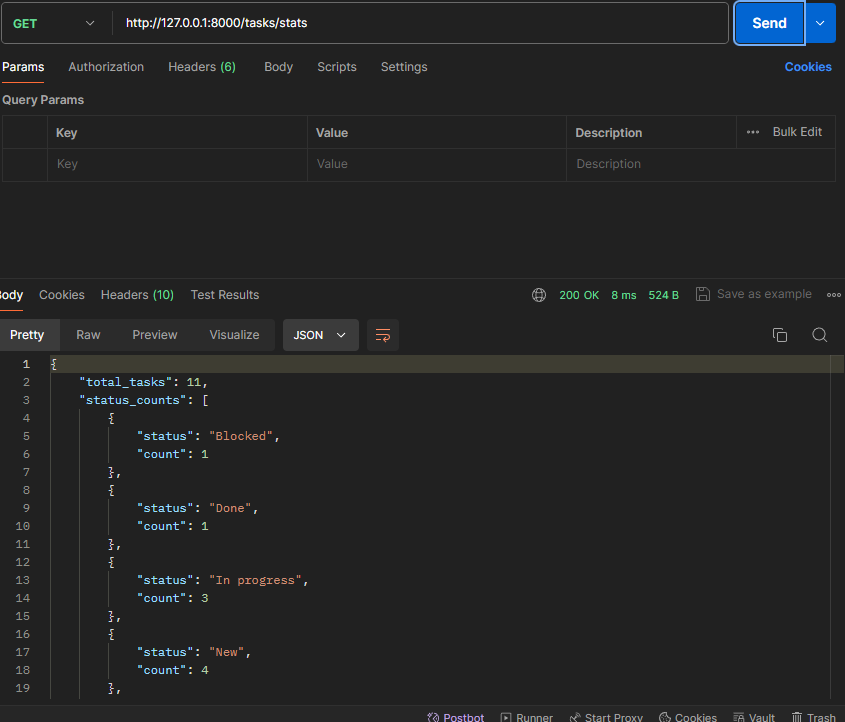 GET http://127.0.0.1:8000/tasks/stats Send
Params Authorization Headers (6) Body Scripts Settings Cookies
Query Params
Key Value Description ••• Bulk Edit
Key Value Description
Body Cookies Headers (10) Test Results 200 OK 8 ms 524 B Save as example
Pretty Raw Preview Visualize JSON
1 {
2 "total_tasks": 11,
3 "status_counts": [
4 {
5 "status": "Blocked",
6 "count": 1
7 },
8 {
9 "status": "Done",
10 "count": 1
11 },
12 {
13 "status": "In progress",
14 "count": 3
15 },
16 {
17 "status": "New",
18 "count": 4
19 },
Postbot Runner Start Proxy Cookies Vault Trash